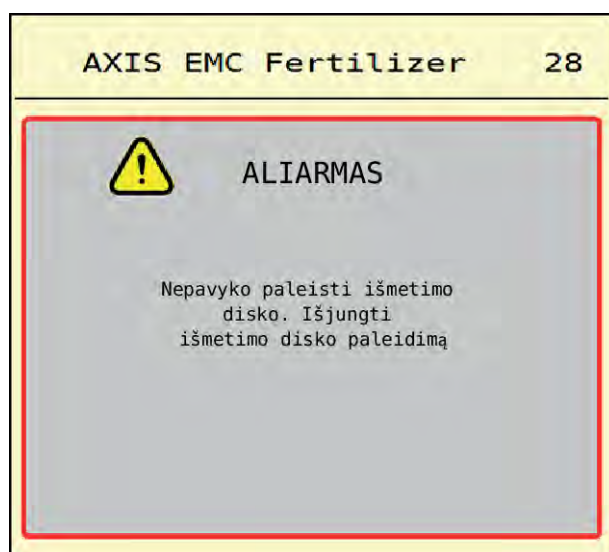 AXIS EMC Fertilizer 28
ALIARMAS
Nepavyko paleisti išmetimo
disko. Išjungti
išmetimo disko paleidimą